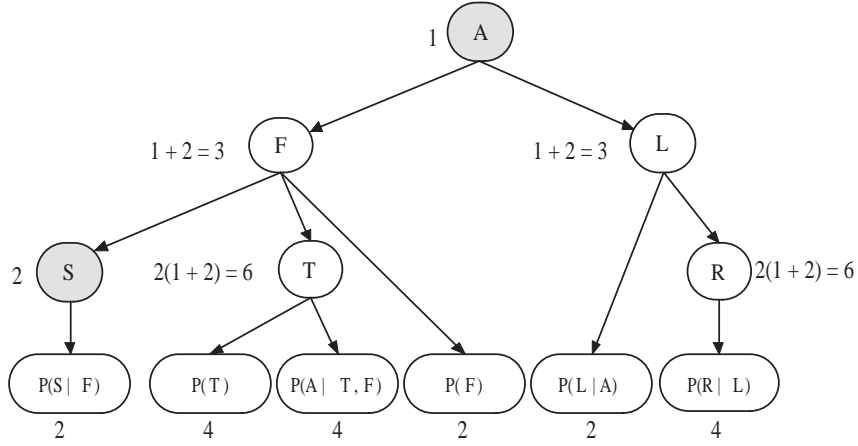 1 A
1 + 2 = 3 F 1 + 2 = 3 L
2 S 2(1 + 2) = 6 T R 2(1 + 2) = 6
P(S | F) P(T) P(A | T, F) P(F) P(L | A) P(R | L)
2 4 4 2 2 4